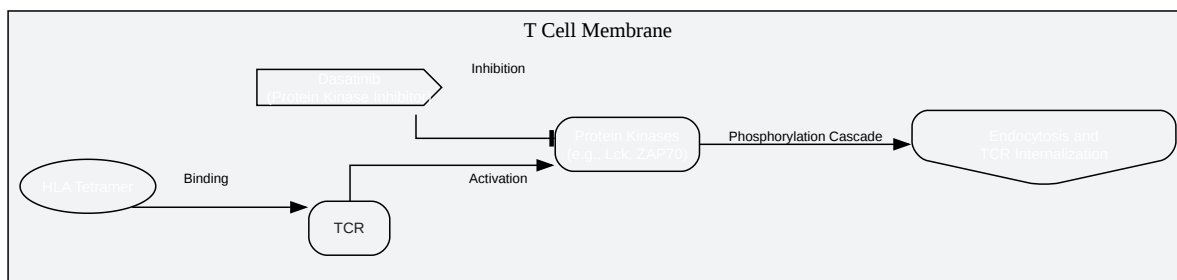 T Cell Membrane
Dasatinib
(Protein Kinase Inhibitor)
Inhibition
Protein Kinases
(e.g., Lck, ZAP70)
Phosphorylation Cascade
Endocytosis and
TCR Internalization
HLA Tetramer
Binding
Activation
TCR